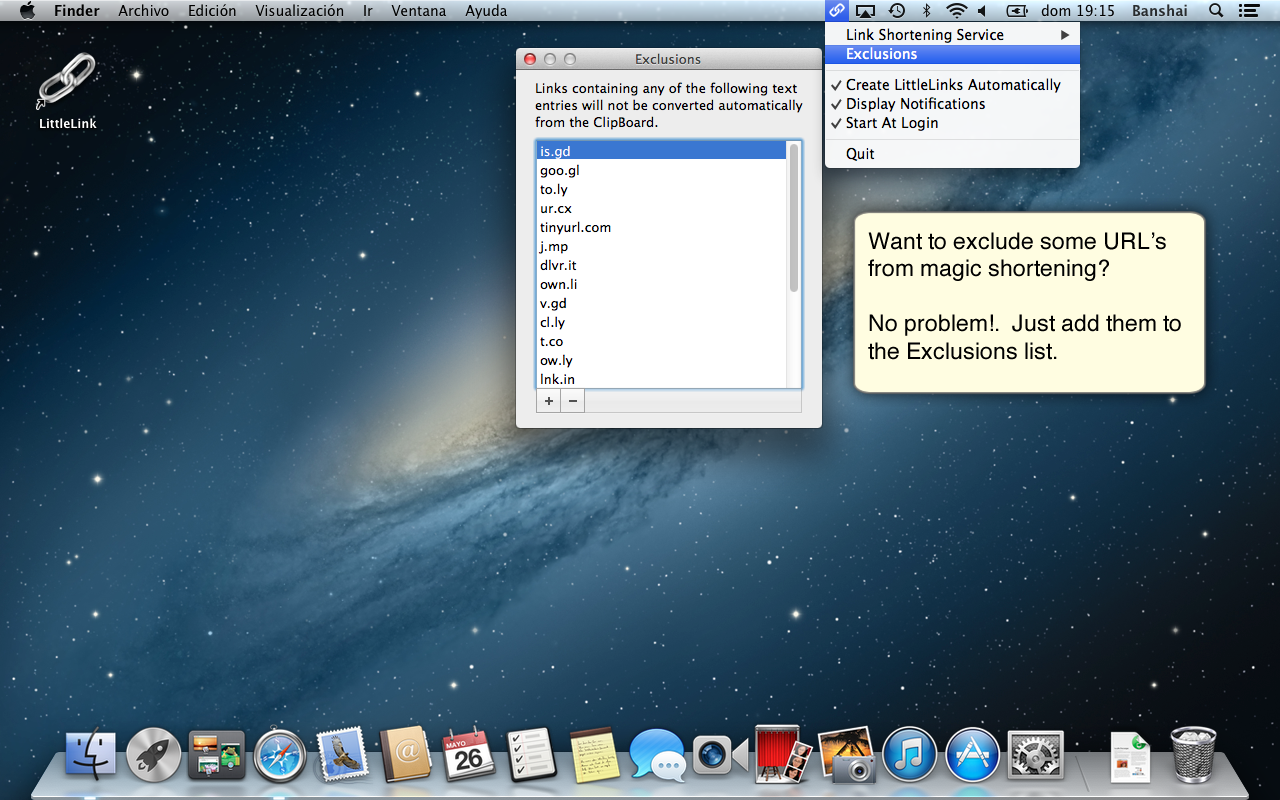 Finder Archivo Edición Visualización Ir Ventana Ayuda dom 19:15 Banshai
LittleLink
Exclusions
Links containing any of the following text
entries will not be converted automatically
from the ClipBoard.
is.gd
goo.gl
to.ly
ur.cx
tinyurl.com
j.mp
dlvr.it
own.li
v.gd
cl.ly
t.co
ow.ly
lnk.in
+ −
Link Shortening Service
Exclusions
✓ Create LittleLinks Automatically
✓ Display Notifications
✓ Start At Login
Quit
Want to exclude some URL's
from magic shortening?
No problem!. Just add them to
the Exclusions list.
MAYO
26